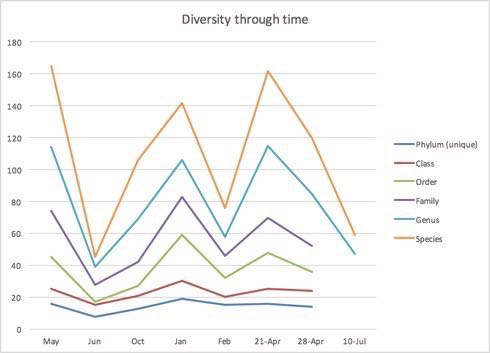 Diversity through time
180
160
140
120
100
80
60
40
20
0
May Jun Oct Jan Feb 21-Apr 28-Apr 10-Jul
Phylum (unique)
Class
Order
Family
Genus
Species